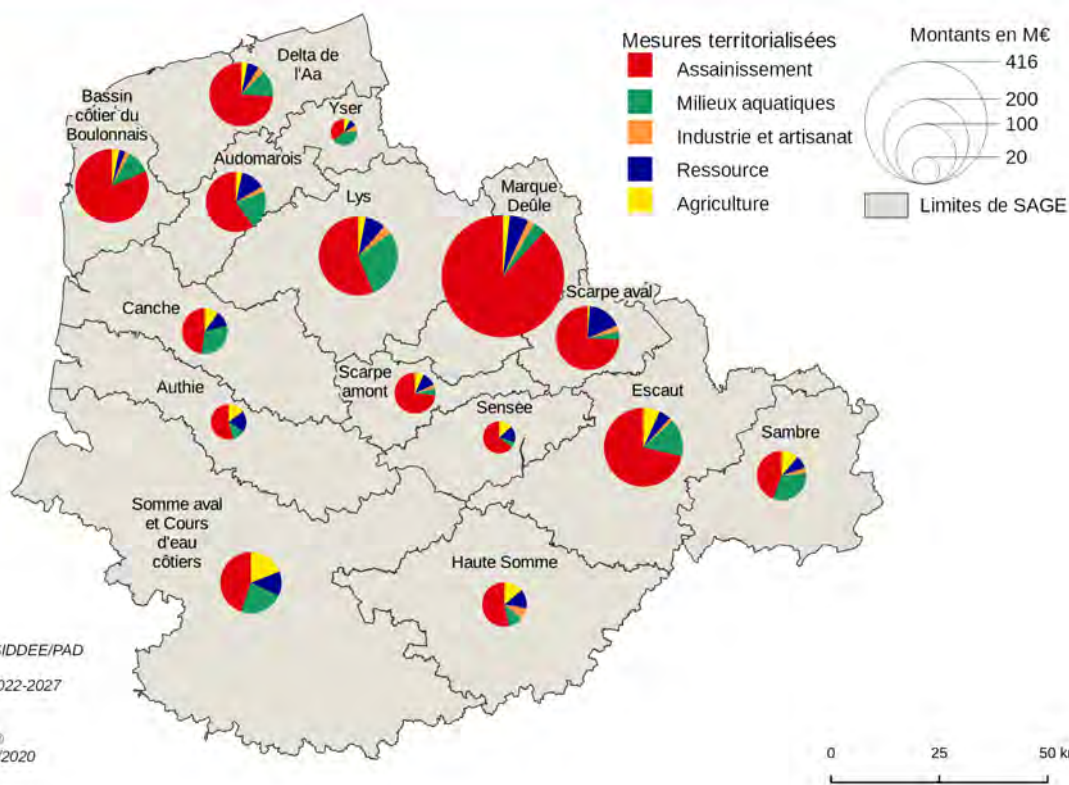 Delta de
l'Aa
Bassin
côtier du
Boulonnais
Yser
Audomarois
Lys
Marque
Deûle
Scarpe aval
Canche
Authie
Scarpe
amont
Sensée
Escaut
Sambre
Somme aval
et Cours
d'eau
côtiers
Haute Somme
Mesures territorialisées
Assainissement
Milieux aquatiques
Industrie et artisanat
Ressource
Agriculture
Montants en M€
416
200
100
20
Limites de SAGE
SIDDEE/PAD
022-2027
/2020
0 25 50 k